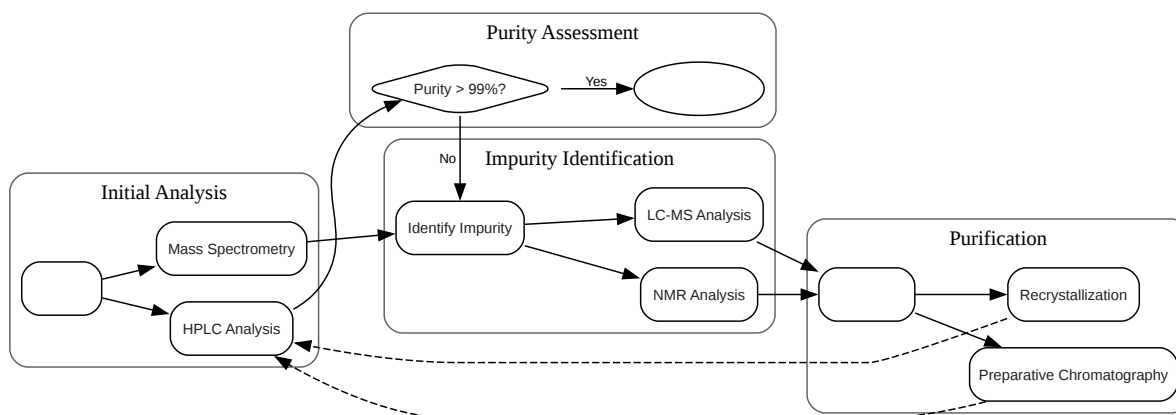 Purity Assessment
Purity > 99%?
Yes
No
Impurity Identification
Initial Analysis
Mass Spectrometry
HPLC Analysis
Identify Impurity
LC-MS Analysis
NMR Analysis
Purification
Recrystallization
Preparative Chromatography